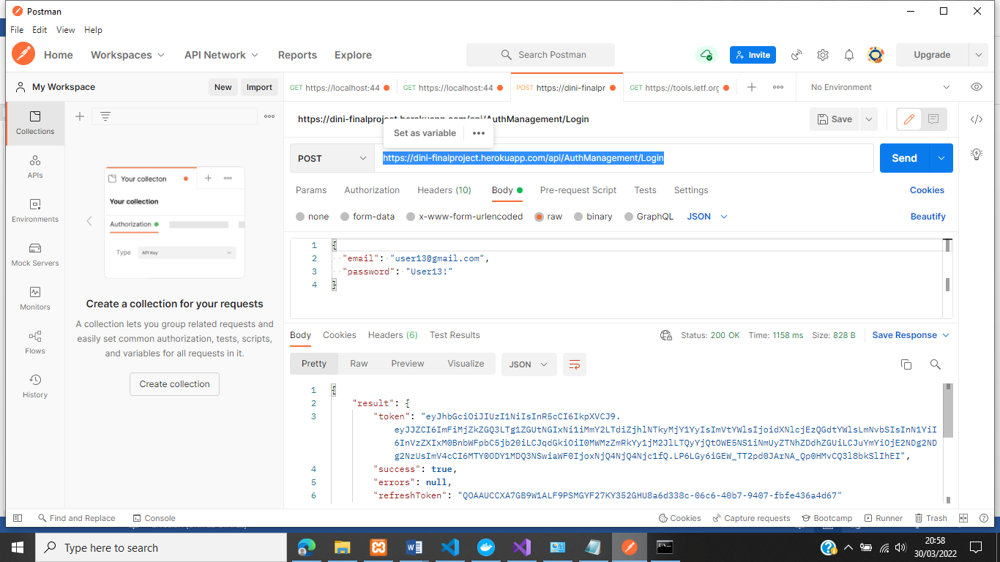 Postman
File Edit View Help
Home Workspaces API Network Reports Explore Search Postman Invite Upgrade
My Workspace New Import GET https://localhost:44 GET https://localhost:44 POST https://dini-finalpr GET https://tools.ietf.org No Environment
Collections
APIs
Environments
Mock Servers
Monitors
Flows
History
Your collecton
Your collection
Authorization
Type API Key
Create a collection for your requests
A collection lets you group related requests and
easily set common authorization, tests, scripts,
and variables for all requests in it.
Create collection
https://dini-finalproject.herokuapp.com/api/AuthManagement/Login Save
Set as variable
POST https://dini-finalproject.herokuapp.com/api/AuthManagement/Login Send
Params Authorization Headers (10) Body Pre-request Script Tests Settings Cookies
none form-data x-www-form-urlencoded raw binary GraphQL JSON Beautify
1 {
2 "email": "user13@gmail.com",
3 "password": "User13!"
4 }
Body Cookies Headers (6) Test Results Status: 200 OK Time: 1158 ms Size: 828 B Save Response
Pretty Raw Preview Visualize JSON
1 {
2 "result": {
3 "token": "eyJhbGciOiJIUzI1NiIsInR5cCI6IkpXVCJ9.
4 "success": true,
5 "errors": null,
6 "refreshToken": "QOAAUCCXA7GB9W1ALF9PSMGYF27KY352GHU8a6d338c-06c6-40b7-9407-fbfe436a4d67"
Find and Replace Console Cookies Capture requests Bootcamp Runner Trash
Type here to search
20:58
30/03/2022